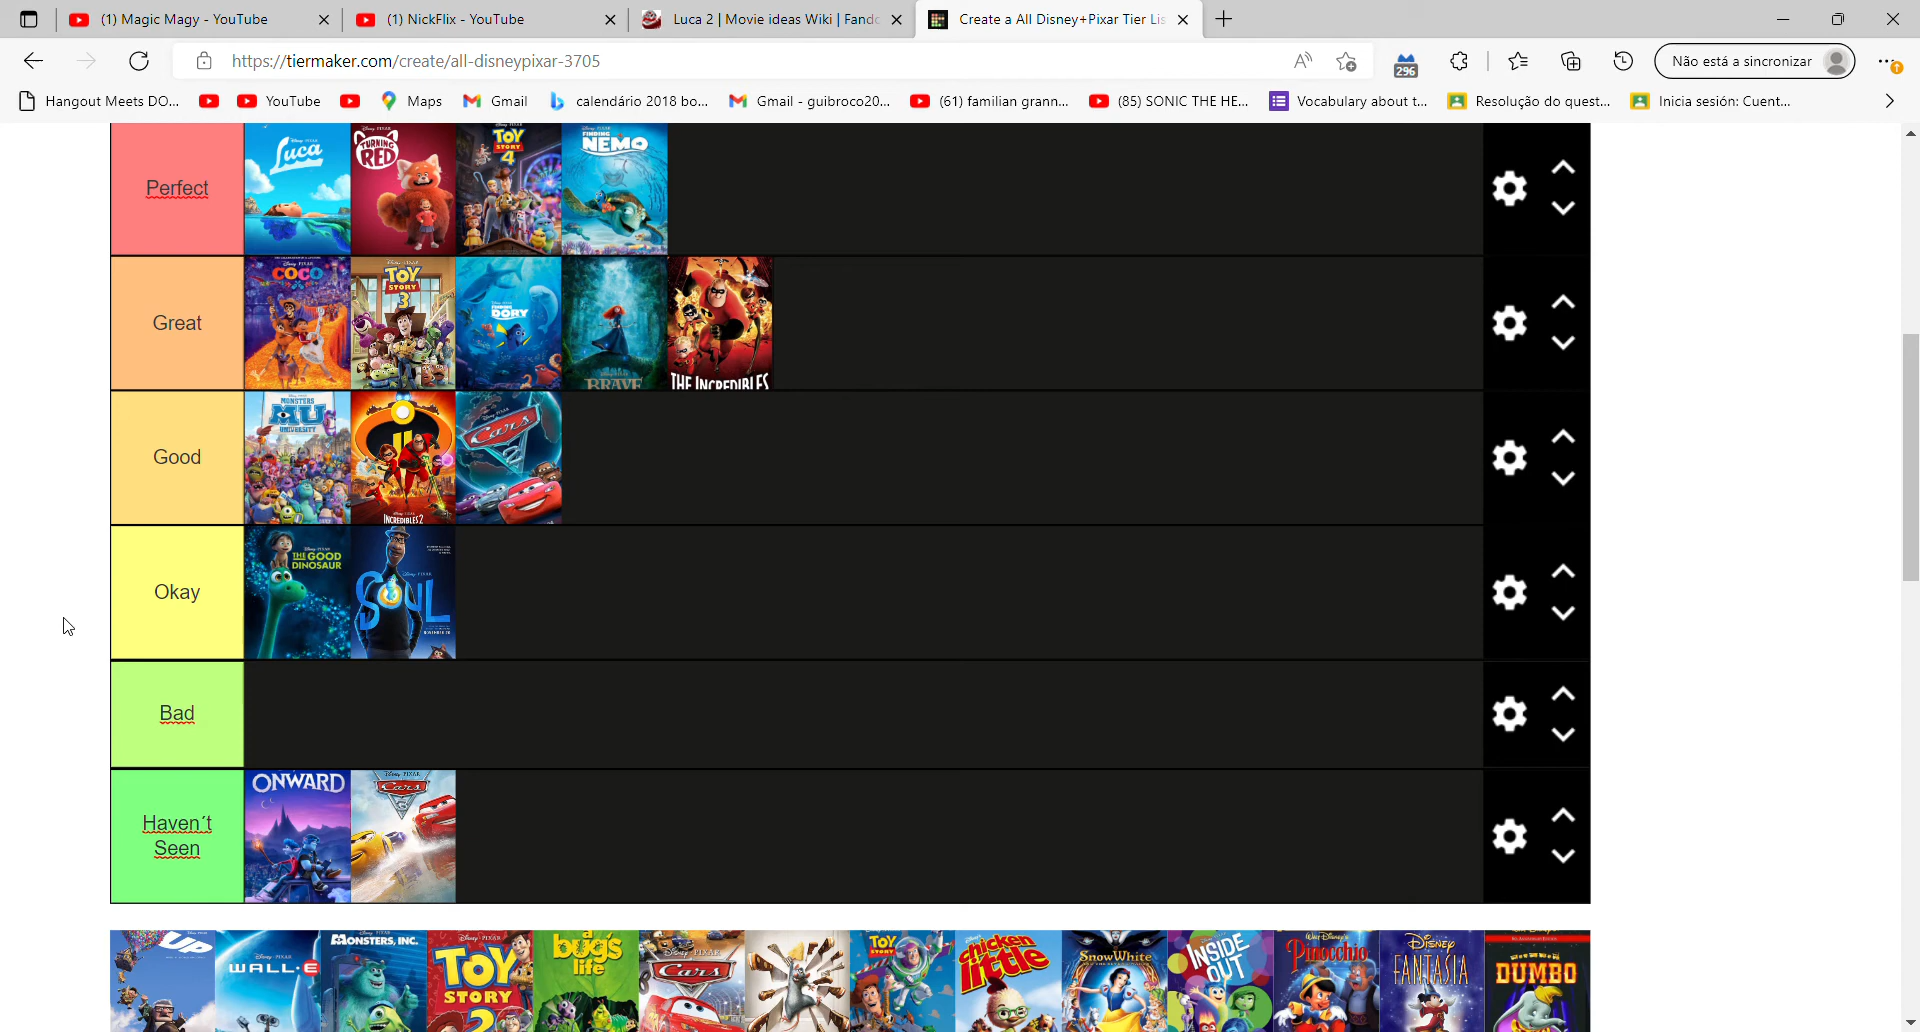 (1) Magic Magy - YouTube
(1) NickFlix - YouTube
Luca 2 | Movie ideas Wiki | Fando
Create a All Disney+Pixar Tier Lis
https://tiermaker.com/create/all-disneypixar-3705
296
Não está a sincronizar
Hangout Meets DO...
YouTube
Maps
Gmail
calendário 2018 bo...
Gmail - guibroco20...
(61) familian grann...
(85) SONIC THE HE...
Vocabulary about t...
Resolução do quest...
Inicia sesión: Cuent...
Perfect
Luca
TURNING RED
TOY STORY 4
FINDING NEMO
Great
COCO
TOY STORY 3
FINDING DORY
BRAVE
THE INCREDIBLES
Good
MONSTERS MU UNIVERSITY
II INCREDIBLES 2
Cars 2
Okay
THE GOOD DINOSAUR
SOUL
Bad
Haven´t
Seen
ONWARD
Cars 3
UP
WALL·E
MONSTERS, INC.
TOY STORY 2
a bug's life
Cars
TOY STORY
chicken little
Snow White
INSIDE OUT
Pinocchio
DISNEY FANTASIA
DUMBO